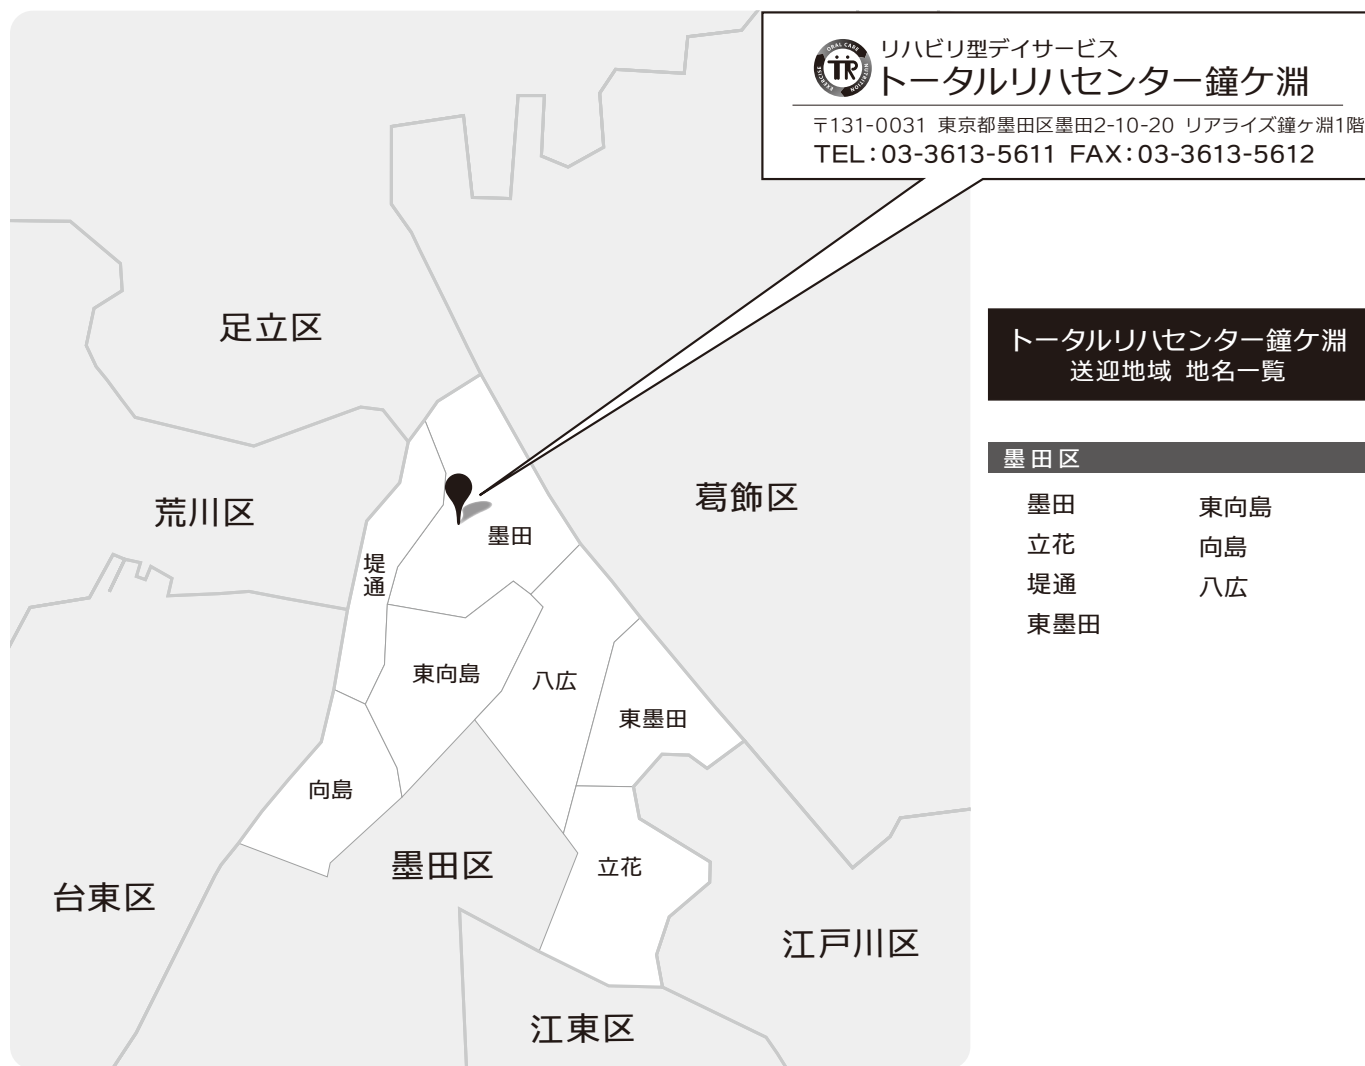 リハビリ型デイサービス
トータルリハセンター鐘ケ淵
〒131-0031 東京都墨田区墨田2-10-20 リアライズ鐘ヶ淵1階
TEL：03-3613-5611 FAX：03-3613-5612
ORAL CARE
NUTRITION
EXERCISE
TR
足立区
荒川区
葛飾区
墨田
堤通
東向島
八広
東墨田
向島
墨田区
立花
台東区
江戸川区
江東区
トータルリハセンター鐘ケ淵
送迎地域 地名一覧
墨田区
墨田
立花
堤通
東墨田
東向島
向島
八広